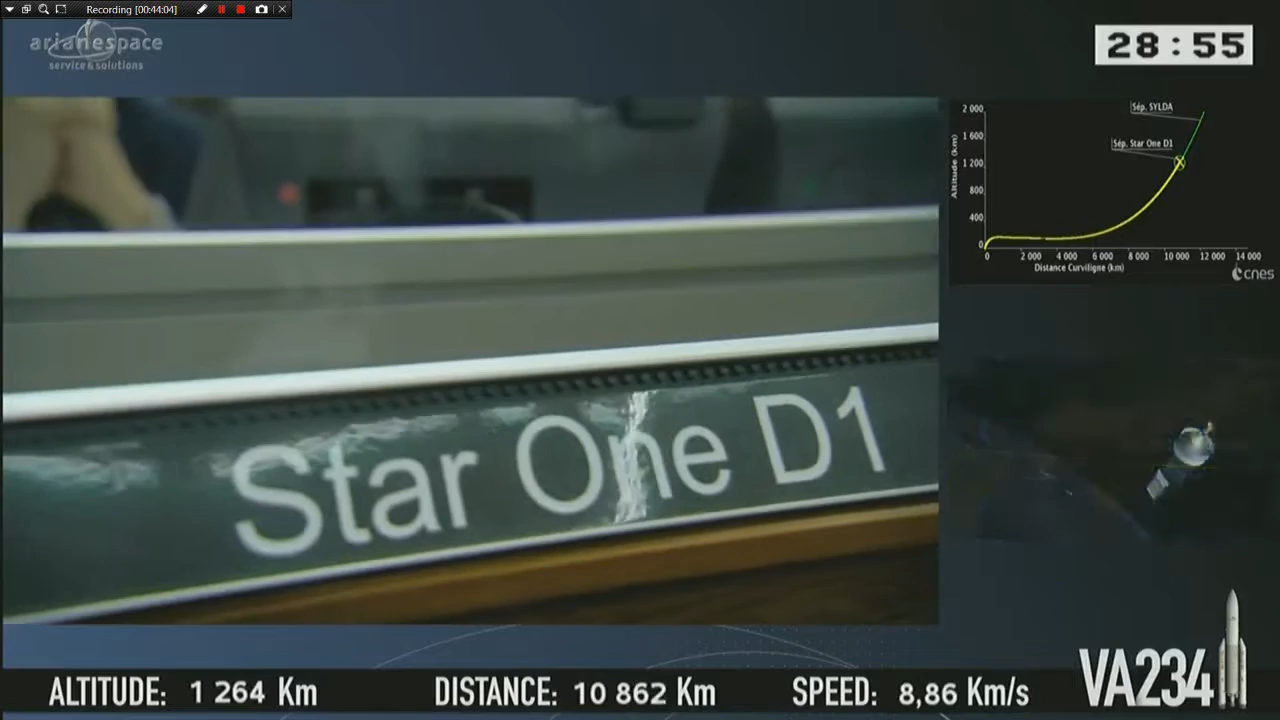 Recording [00:44:04]
arianespace
service & solutions
28:55
2 000
1 600
1 200
800
400
0
Altitude (km)
Sép. SYLDA
Sép. Star One D1
0 2 000 4 000 6 000 8 000 10 000 12 000 14 000
Distance Curviligne (km)
cnes
Star One D1
VA234
ALTITUDE: 1 264 Km DISTANCE: 10 862 Km SPEED: 8,86 Km/s